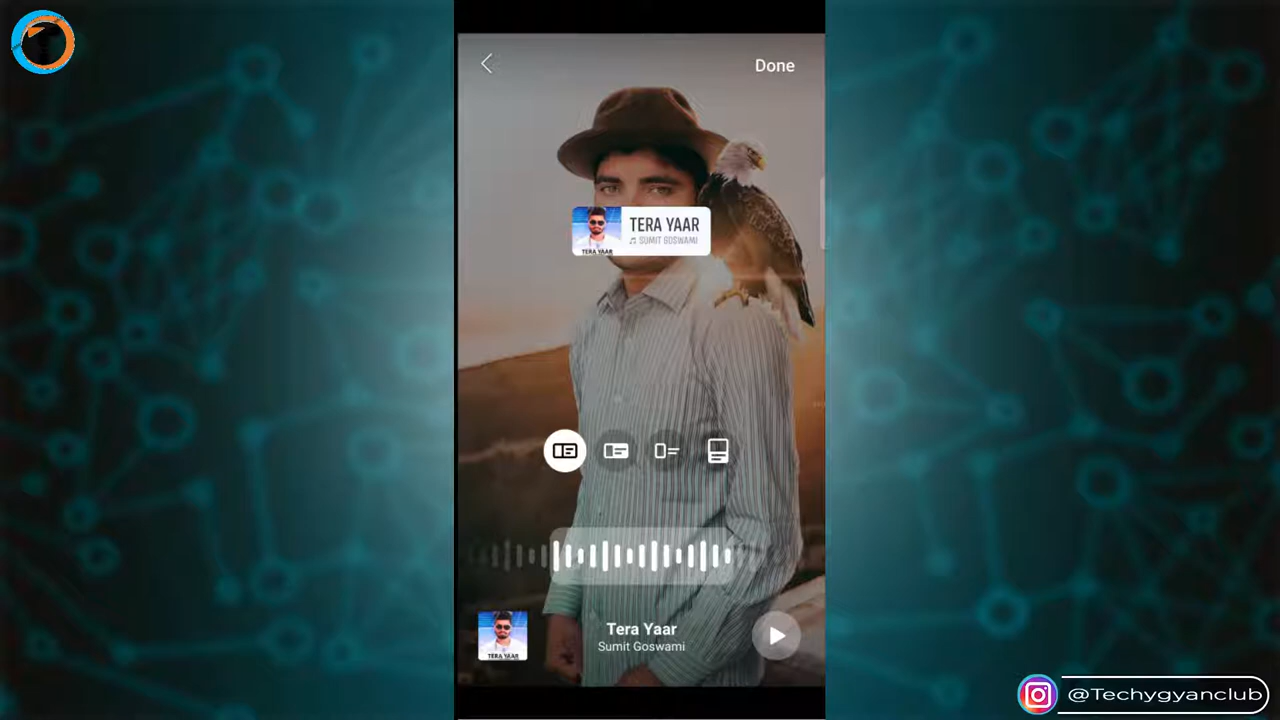 Done
TERA YAAR
SUMIT GOSWAMI
TERA YAAR
Tera Yaar
Sumit Goswami
TERA YAAR
@Techygyanclub